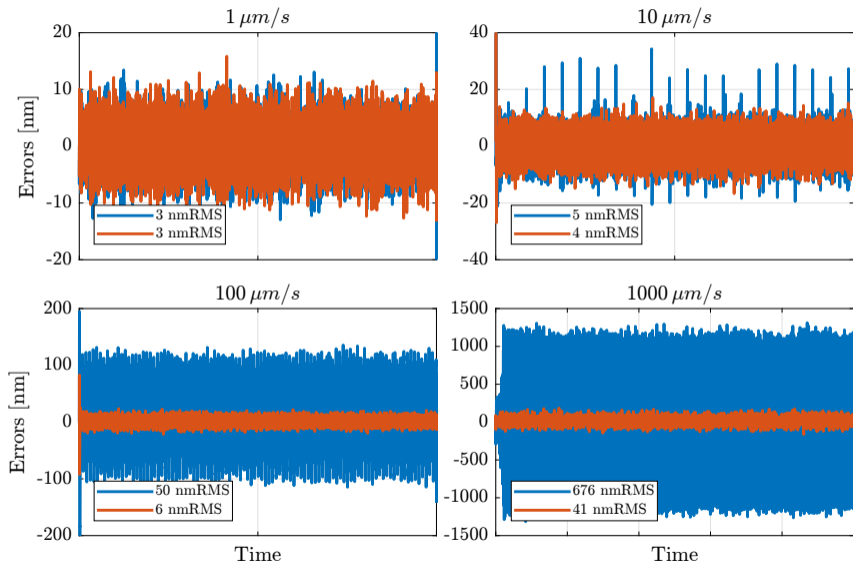 1 μm/s
20
10
0
-10
-20
Errors [nm]
3 nmRMS
3 nmRMS
10 μm/s
40
20
0
-20
-40
5 nmRMS
4 nmRMS
100 μm/s
200
100
0
-100
-200
Errors [nm]
50 nmRMS
6 nmRMS
Time
1000 μm/s
1500
1000
500
0
-500
-1000
-1500
676 nmRMS
41 nmRMS
Time